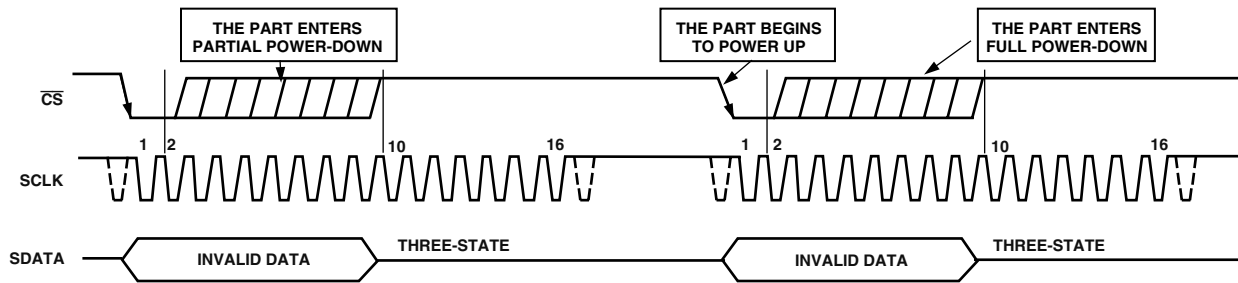 THE PART ENTERS
PARTIAL POWER-DOWN
THE PART BEGINS
TO POWER UP
THE PART ENTERS
FULL POWER-DOWN
CS
1 2 10 16 1 2 10 16
SCLK
SDATA INVALID DATA THREE-STATE INVALID DATA THREE-STATE